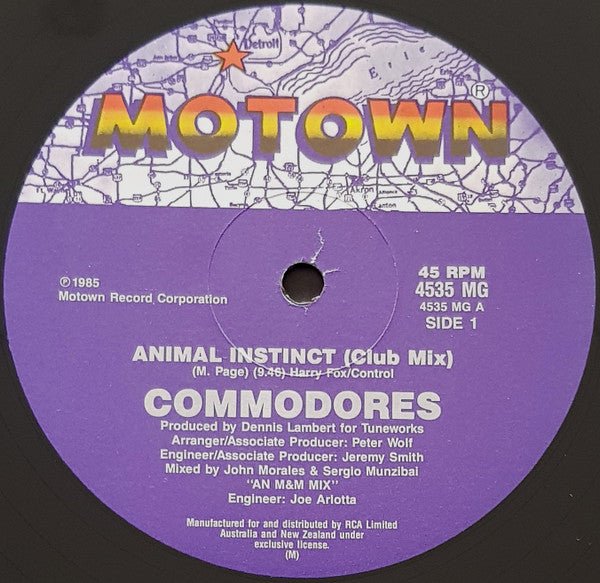 Detroit
Erie
MOTOWN®
Akron
Canton
℗1985
Motown Record Corporation
45 RPM
4535 MG
4535 MG A
SIDE 1
ANIMAL INSTINCT (Club Mix)
(M. Page) (9.46) Harry Fox/Control
COMMODORES
Produced by Dennis Lambert for Tuneworks
Arranger/Associate Producer: Peter Wolf
Engineer/Associate Producer: Jeremy Smith
Mixed by John Morales & Sergio Munzibai
"AN M&M MIX"
Engineer: Joe Arlotta
Manufactured for and distributed by RCA Limited
Australia and New Zealand under
exclusive license.
(M)